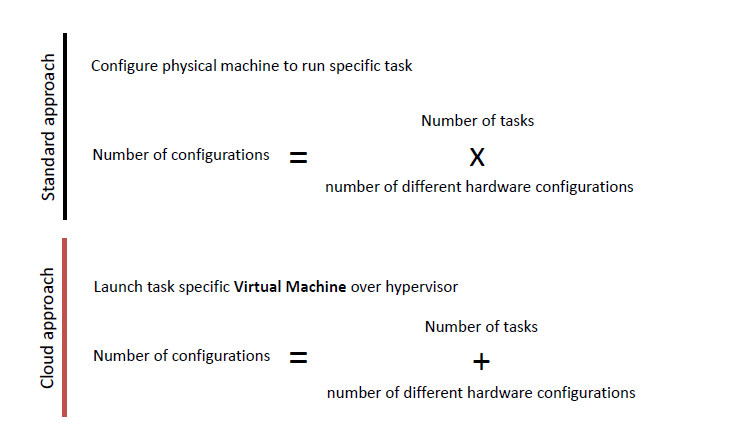 Standard approach
Configure physical machine to run specific task
Number of tasks
Number of configurations = X
number of different hardware configurations
Cloud approach
Launch task specific Virtual Machine over hypervisor
Number of tasks
Number of configurations = +
number of different hardware configurations